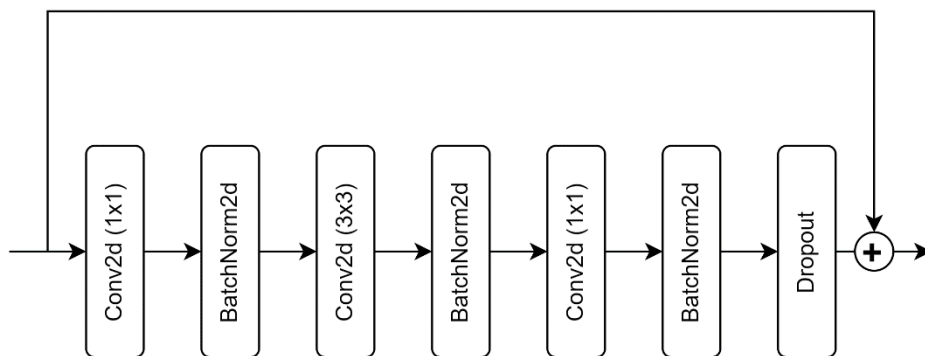 Conv2d (1x1)
BatchNorm2d
Conv2d (3x3)
BatchNorm2d
Conv2d (1x1)
BatchNorm2d
Dropout
+